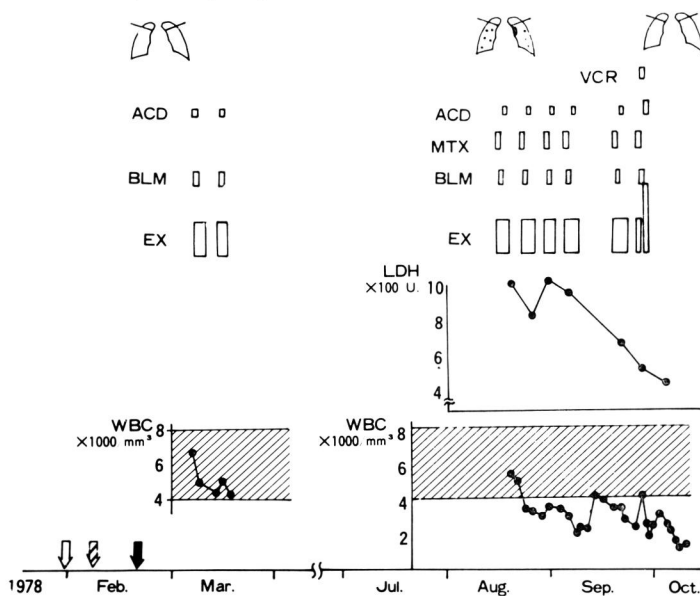 VCR
ACD
ACD
MTX
BLM
BLM
EX
EX
LDH
×100 U.
10
8
6
4
WBC
×1000 mm³
8
6
4
WBC
×1000 mm³
8
6
4
2
1978 Feb. Mar. Jul. Aug. Sep. Oct.